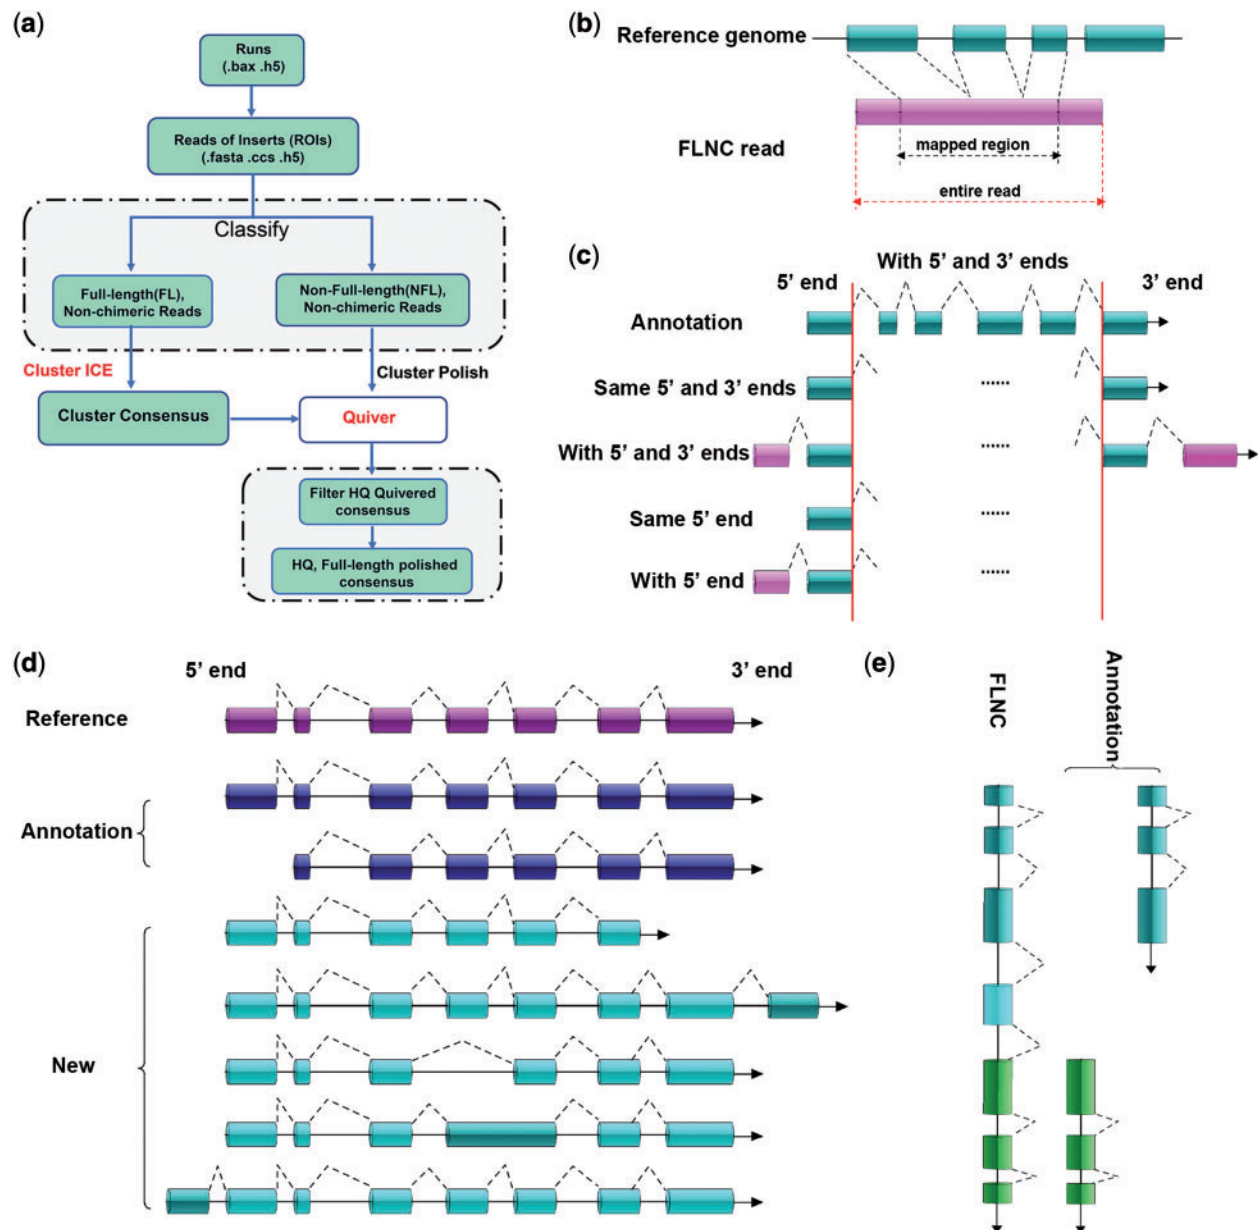 (a)
Runs
(.bax .h5)
Reads of Inserts (ROIs)
(.fasta .ccs .h5)
Classify
Full-length(FL),
Non-chimeric Reads
Non-Full-length(NFL),
Non-chimeric Reads
Cluster ICE
Cluster Polish
Cluster Consensus
Quiver
Filter HQ Quivered
consensus
HQ, Full-length polished
consensus
(b)
Reference genome
FLNC read
mapped region
entire read
(c)
With 5’ and 3’ ends
5’ end
3’ end
Annotation
Same 5’ and 3’ ends
......
With 5’ and 3’ ends
......
Same 5’ end
......
With 5’ end
......
(d)
5’ end
3’ end
Reference
Annotation
New
(e)
FLNC
Annotation